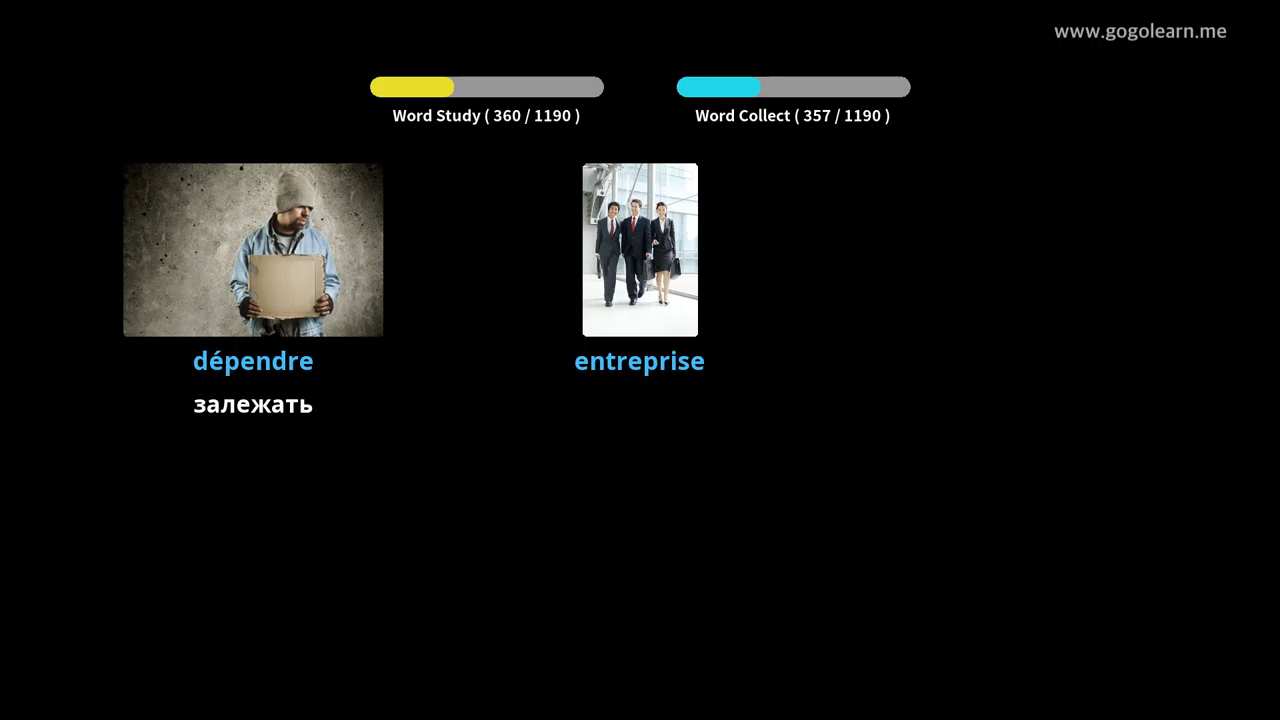 www.gogolearn.me
Word Study ( 360 / 1190 )
Word Collect ( 357 / 1190 )
dépendre
entreprise
залежать